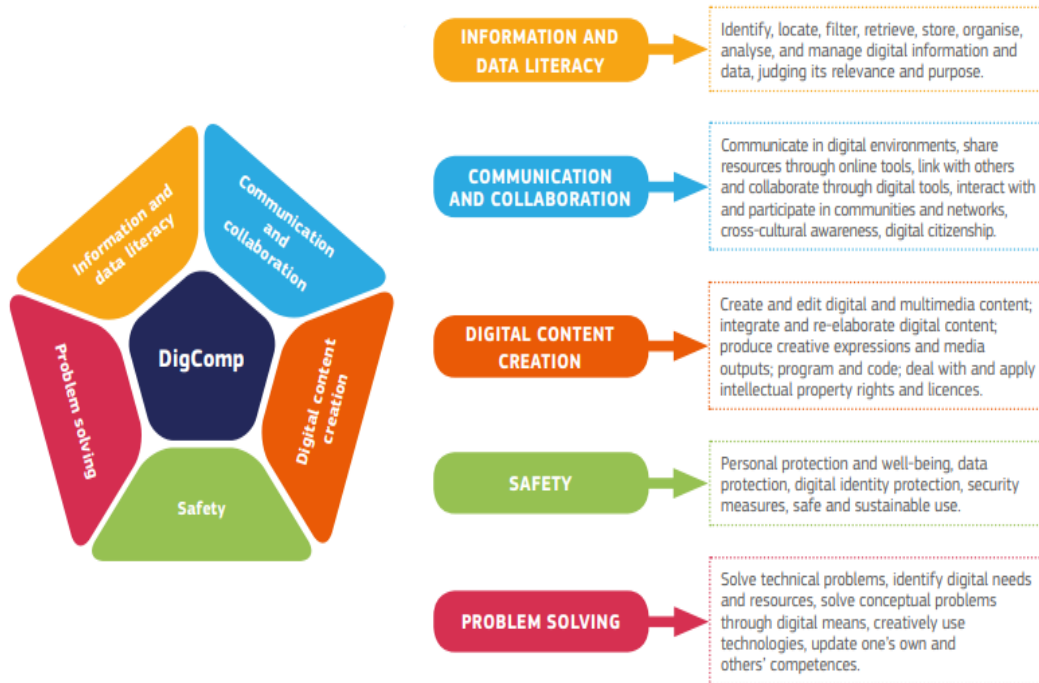 Information and
data literacy
Communication
and
collaboration
Problem solving
DigComp
Digital content
creation
Safety
INFORMATION AND
DATA LITERACY
Identify, locate, filter, retrieve, store, organise,
analyse, and manage digital information and
data, judging its relevance and purpose.
COMMUNICATION
AND COLLABORATION
Communicate in digital environments, share
resources through online tools, link with others
and collaborate through digital tools, interact with
and participate in communities and networks,
cross-cultural awareness, digital citizenship.
DIGITAL CONTENT
CREATION
Create and edit digital and multimedia content;
integrate and re-elaborate digital content;
produce creative expressions and media
outputs; program and code; deal with and apply
intellectual property rights and licences.
SAFETY
Personal protection and well-being, data
protection, digital identity protection, security
measures, safe and sustainable use.
PROBLEM SOLVING
Solve technical problems, identify digital needs
and resources, solve conceptual problems
through digital means, creatively use
technologies, update one's own and
others' competences.